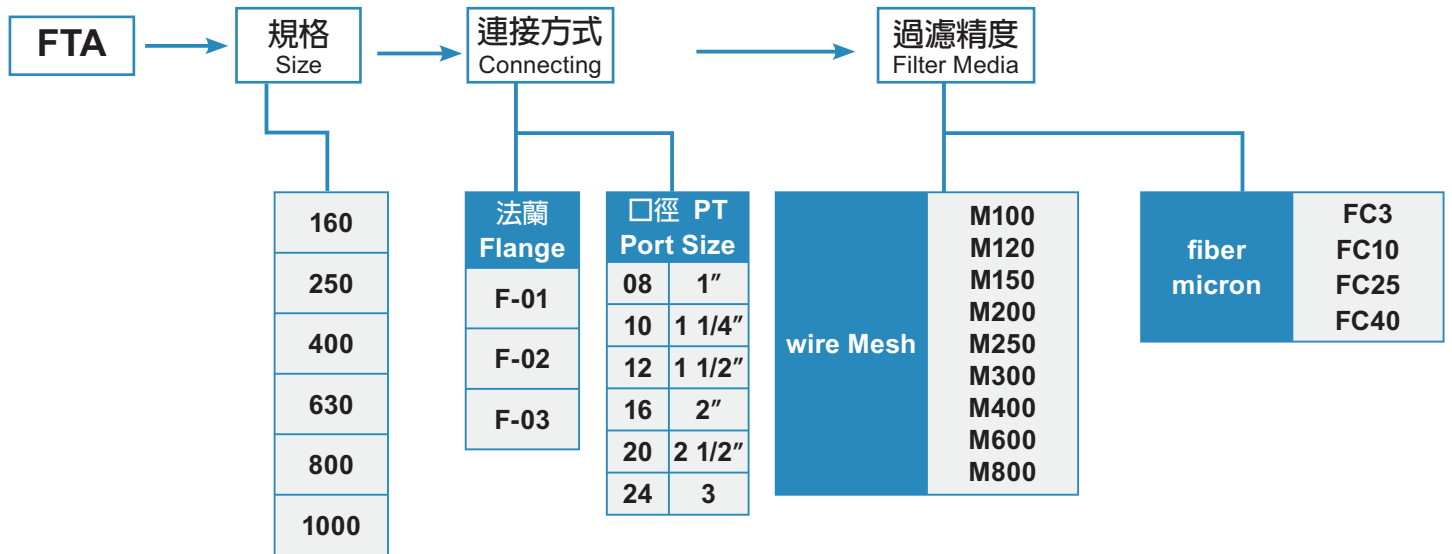 FTA
規格
Size
連接方式
Connecting
過濾精度
Filter Media
160
250
400
630
800
1000
法蘭
Flange
F-01
F-02
F-03
口徑 PT
Port Size
08 1″
10 1 1/4″
12 1 1/2″
16 2″
20 2 1/2″
24 3
wire Mesh
M100
M120
M150
M200
M250
M300
M400
M600
M800
fiber
micron
FC3
FC10
FC25
FC40